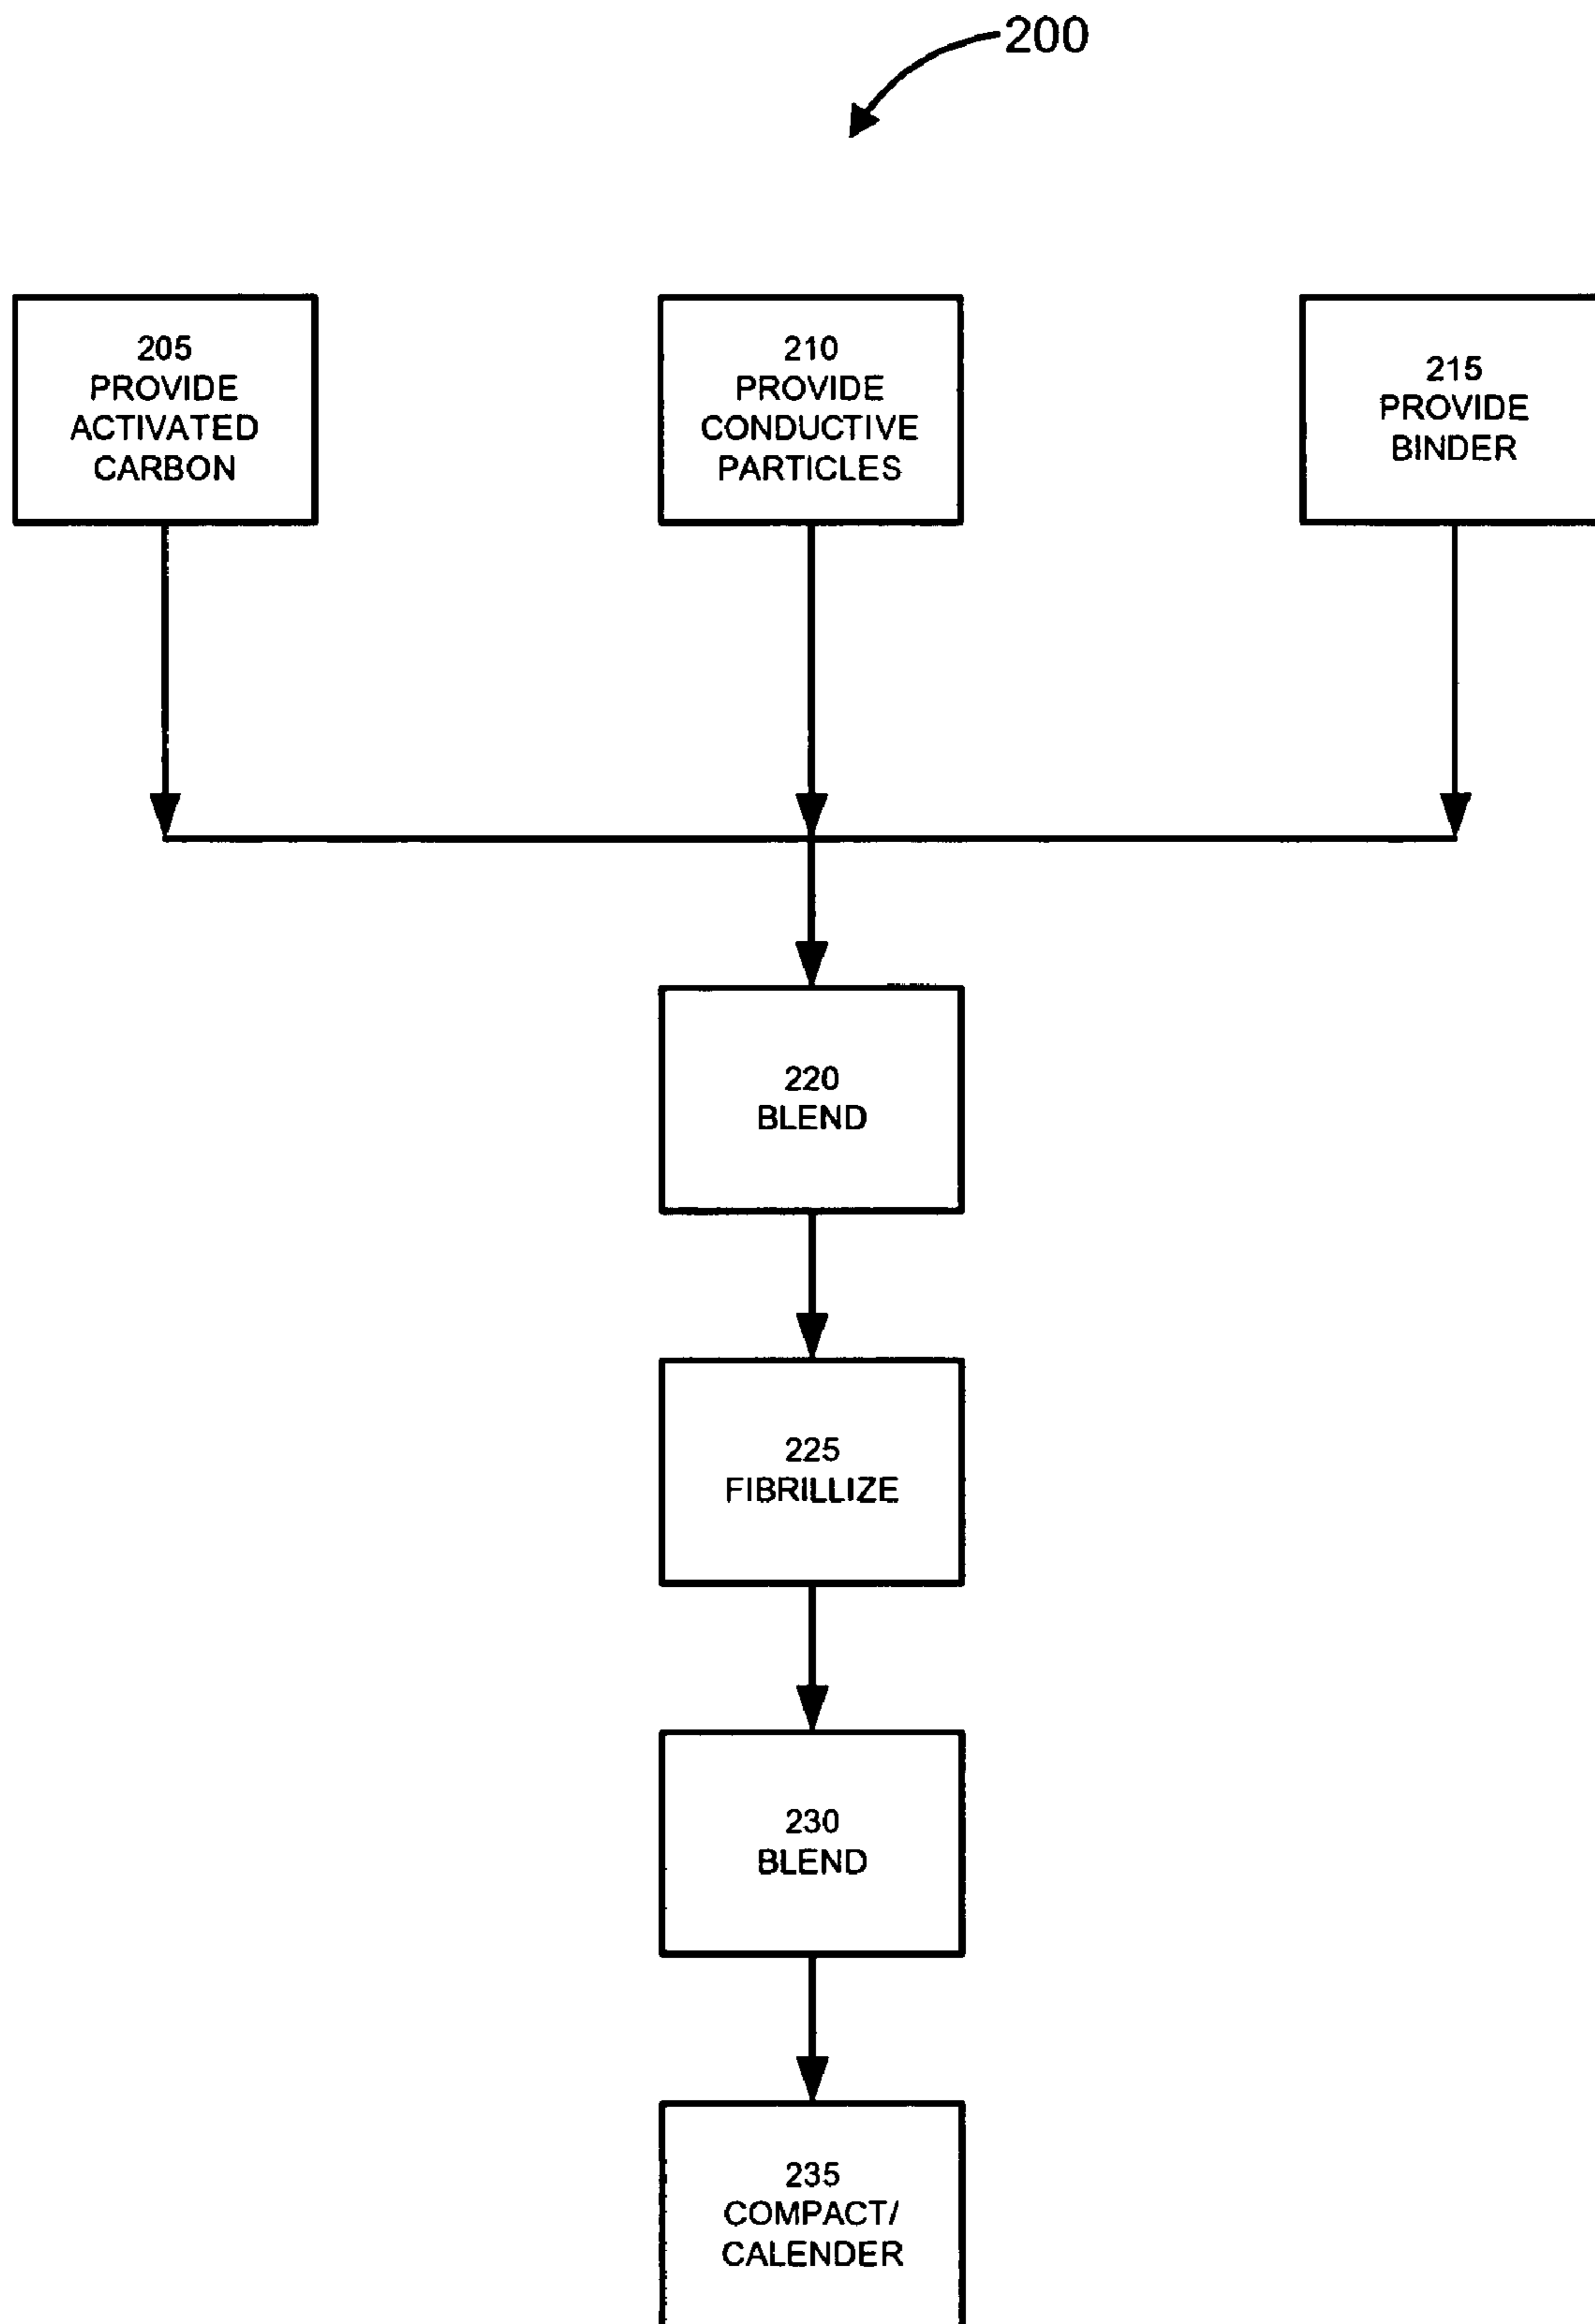 200
205
PROVIDE
ACTIVATED
CARBON
210
PROVIDE
CONDUCTIVE
PARTICLES
215
PROVIDE
BINDER
220
BLEND
225
FIBRILLIZE
230
BLEND
235
COMPACT/
CALENDER